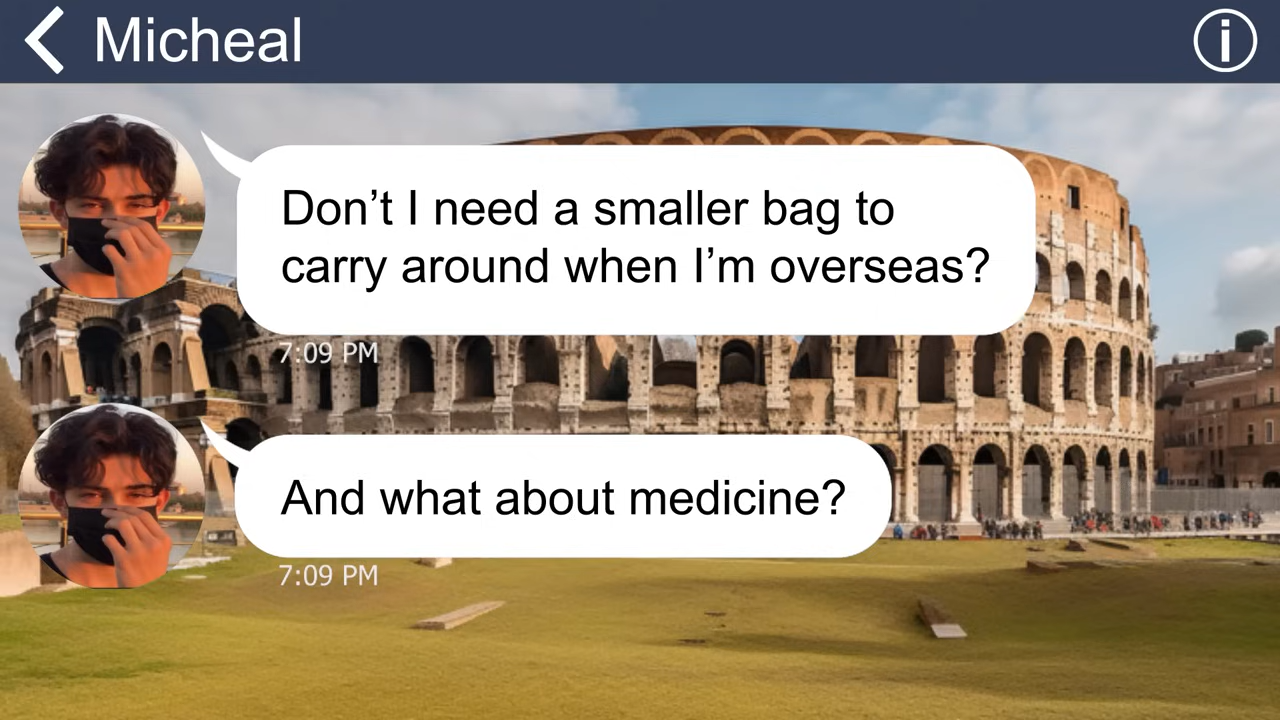 Micheal
Don’t I need a smaller bag to
carry around when I’m overseas?
7:09 PM
And what about medicine?
7:09 PM